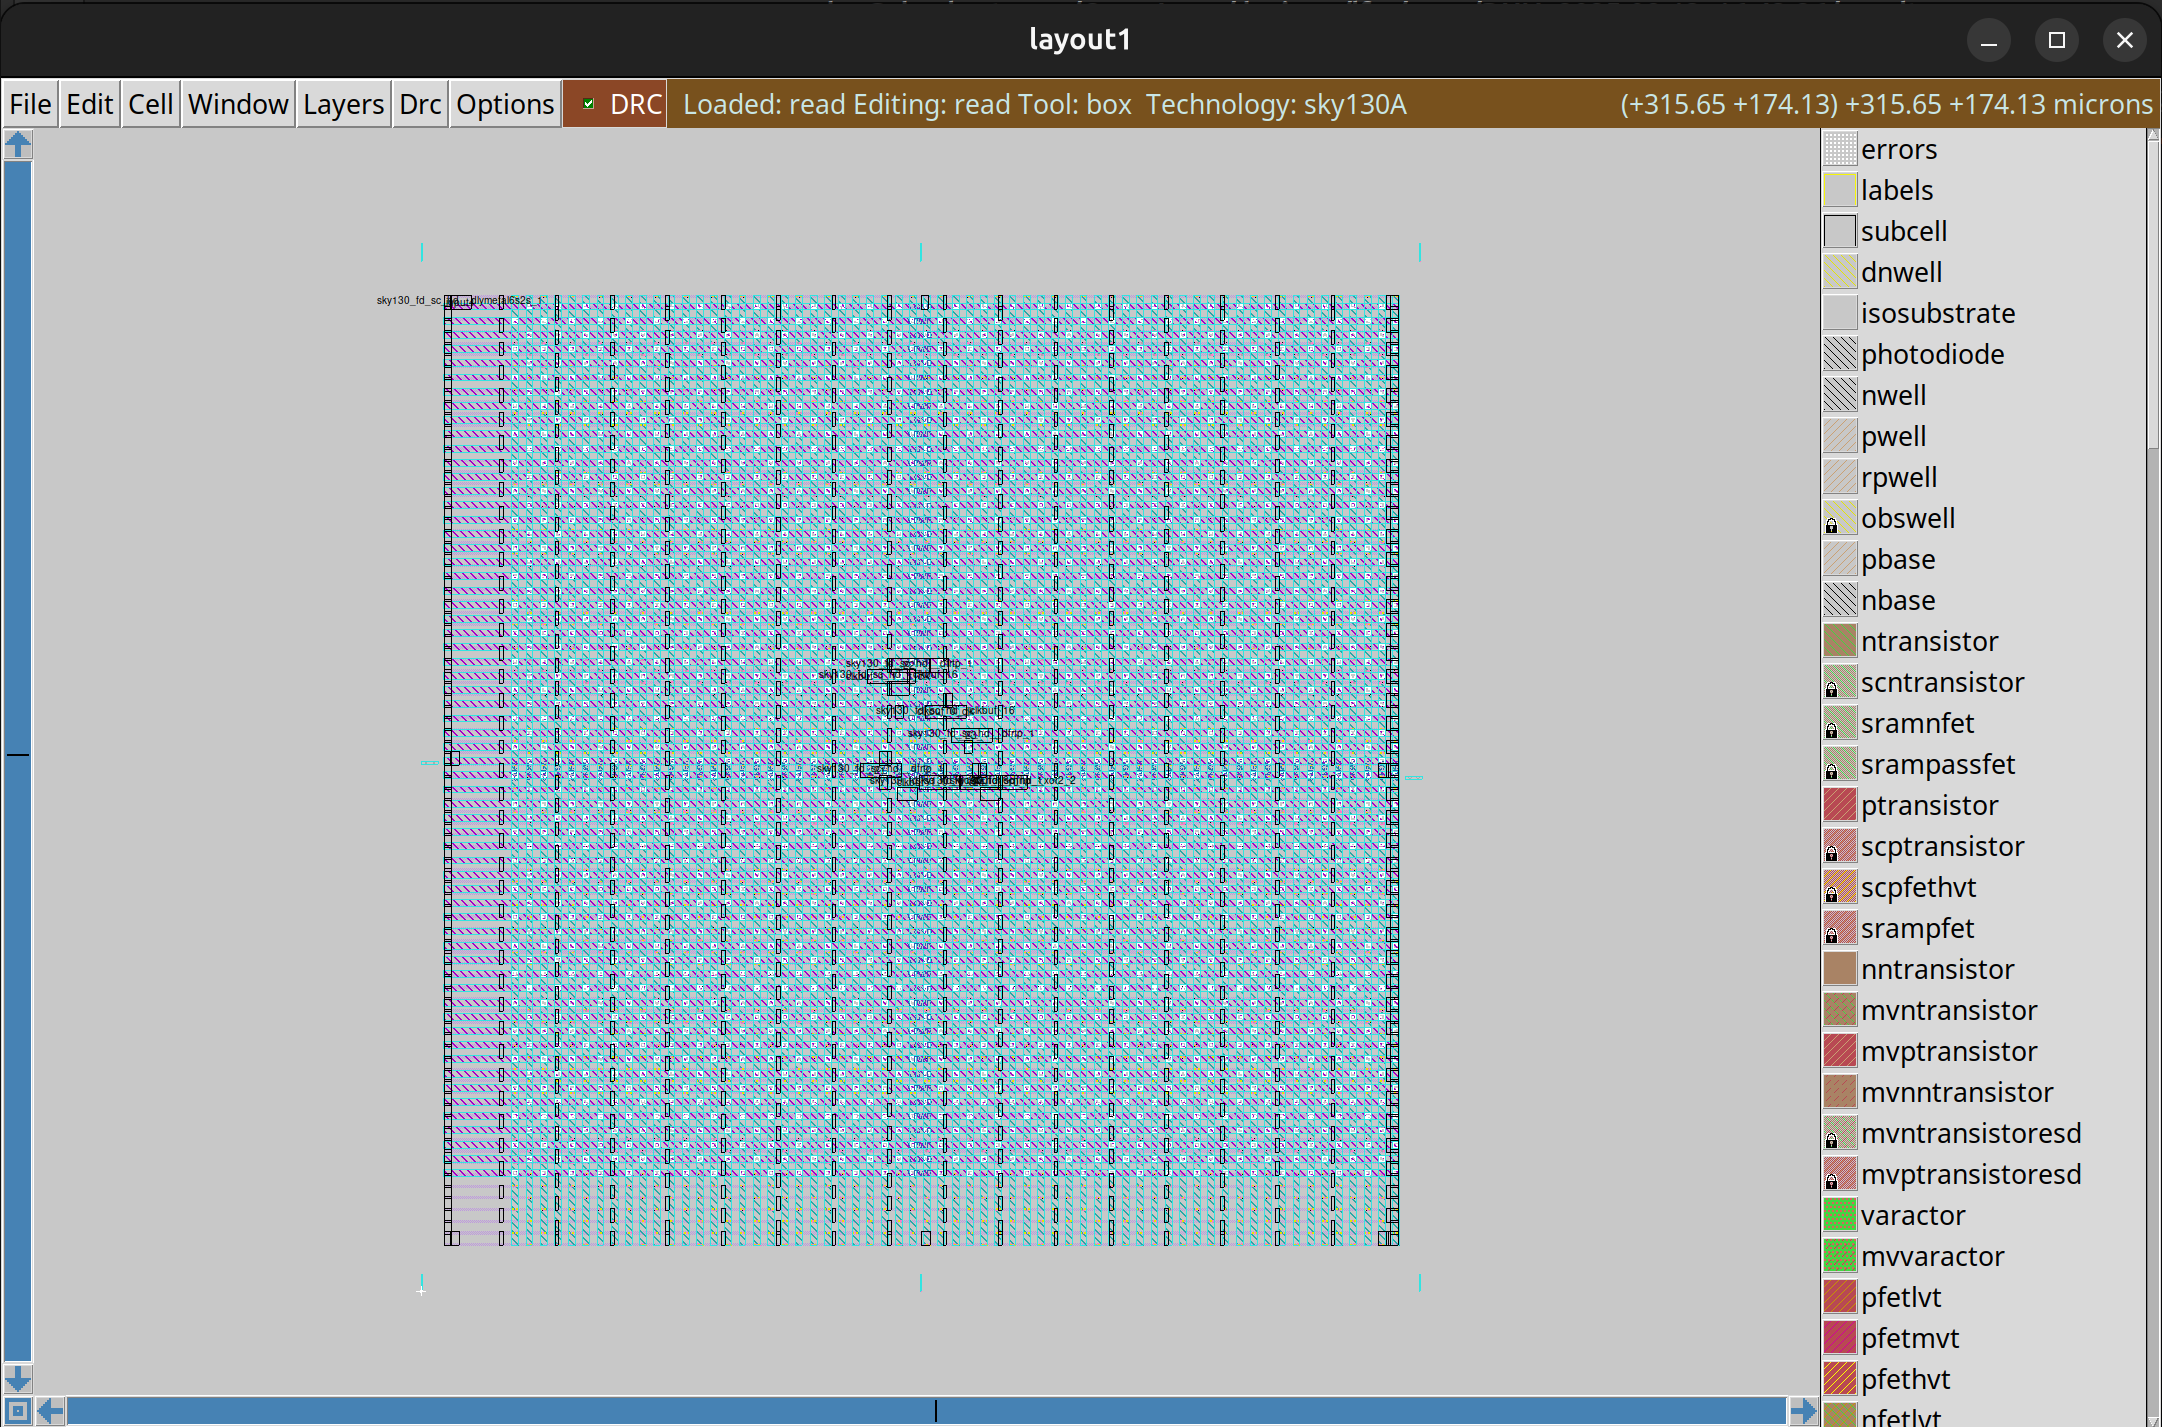 layout1
File Edit Cell Window Layers Drc Options DRC Loaded: read Editing: read Tool: box Technology: sky130A (+315.65 +174.13) +315.65 +174.13 microns
errors
labels
subcell
dnwell
isosubstrate
photodiode
nwell
pwell
rpwell
obswell
pbase
nbase
ntransistor
scntransistor
sramnfet
srampassfet
ptransistor
scptransistor
scpfethvt
srampfet
nntransistor
mvntransistor
mvptransistor
mvnntransistor
mvntransistoresd
mvptransistoresd
varactor
mvvaractor
pfetlvt
pfetmvt
pfethvt
nfetlvt